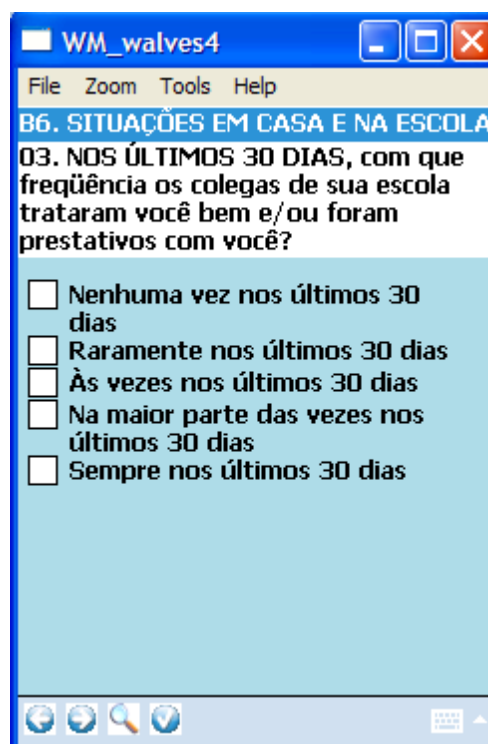 WM_walves4
File Zoom Tools Help
B6. SITUAÇÕES EM CASA E NA ESCOLA
03. NOS ÚLTIMOS 30 DIAS, com que
freqüência os colegas de sua escola
trataram você bem e/ou foram
prestativos com você?
Nenhuma vez nos últimos 30
dias
Raramente nos últimos 30 dias
Às vezes nos últimos 30 dias
Na maior parte das vezes nos
últimos 30 dias
Sempre nos últimos 30 dias